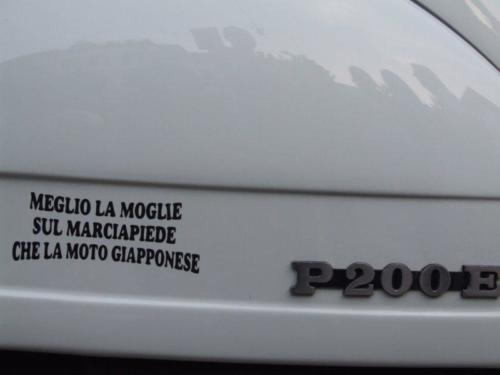 MEGLIO LA MOGLIE
SUL MARCIAPIEDE
CHE LA MOTO GIAPPONESE
P200E